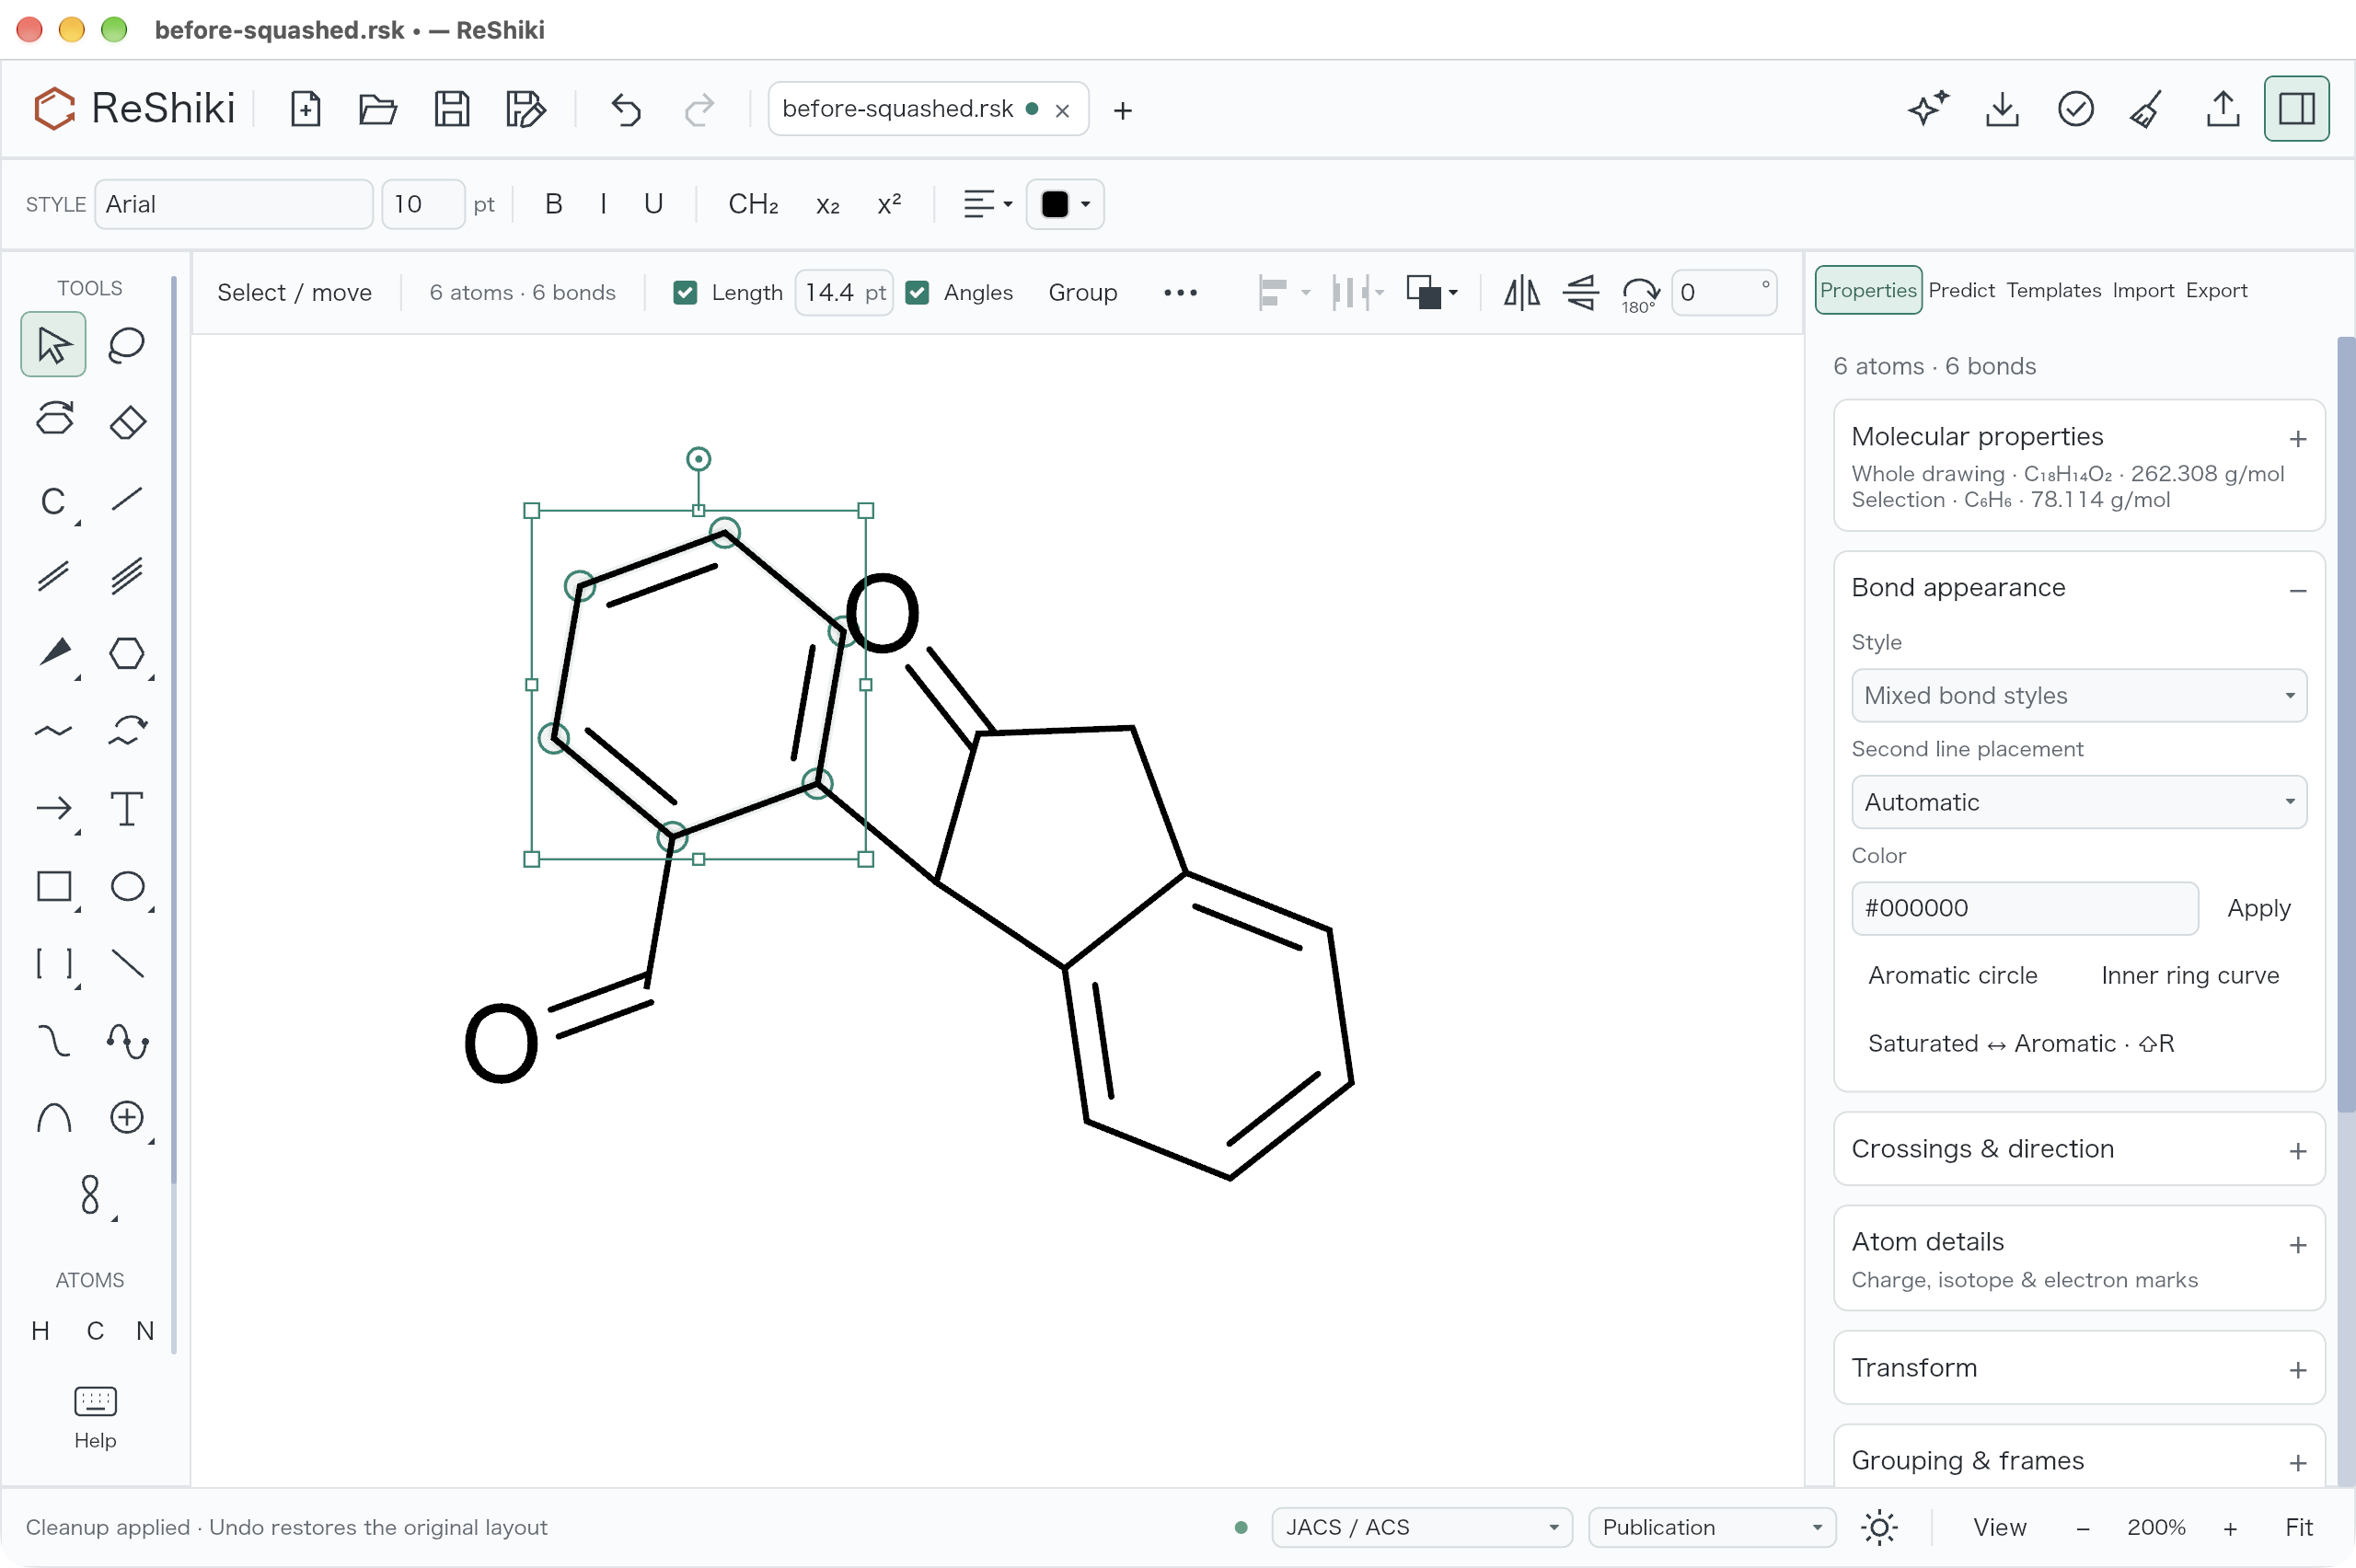 before-squashed.rsk • — ReShiki
ReShiki
before-squashed.rsk
STYLE Arial 10 pt B I U CH₂ x₂ x²
TOOLS
Select / move 6 atoms · 6 bonds Length 14.4 pt Angles Group ••• 180° 0 °
Properties Predict Templates Import Export
C
T
[ ]
ATOMS
H C N
Help
O
O
6 atoms · 6 bonds
Molecular properties
Whole drawing · C₁₈H₁₄O₂ · 262.308 g/mol
Selection · C₆H₆ · 78.114 g/mol
Bond appearance
Style
Mixed bond styles
Second line placement
Automatic
Color
#000000 Apply
Aromatic circle Inner ring curve
Saturated ↔ Aromatic · ⇧R
Crossings & direction
Atom details
Charge, isotope & electron marks
Transform
Grouping & frames
Cleanup applied · Undo restores the original layout JACS / ACS Publication View − 200% + Fit